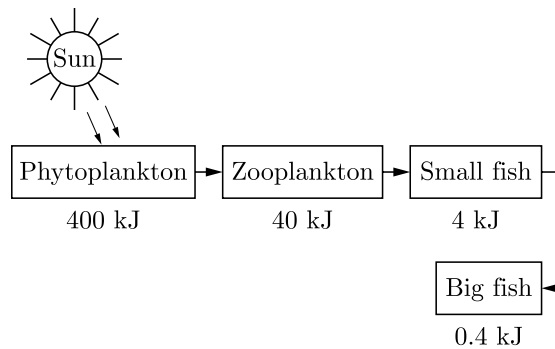 Sun
Phytoplankton
Zooplankton
Small fish
400 kJ
40 kJ
4 kJ
Big fish
0.4 kJ